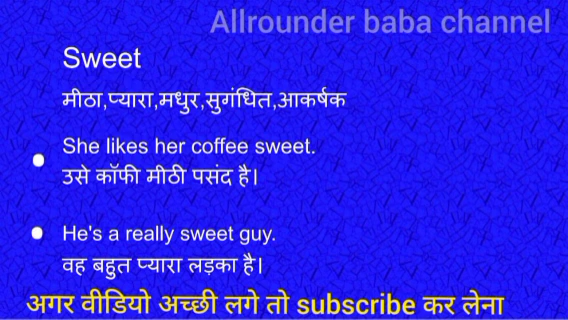 Allrounder baba channel
Sweet
मीठा,प्यारा,मधुर,सुगंधित,आकर्षक
She likes her coffee sweet.
उसे कॉफी मीठी पसंद है।
He's a really sweet guy.
वह बहुत प्यारा लड़का है।
अगर वीडियो अच्छी लगे तो subscribe कर लेना